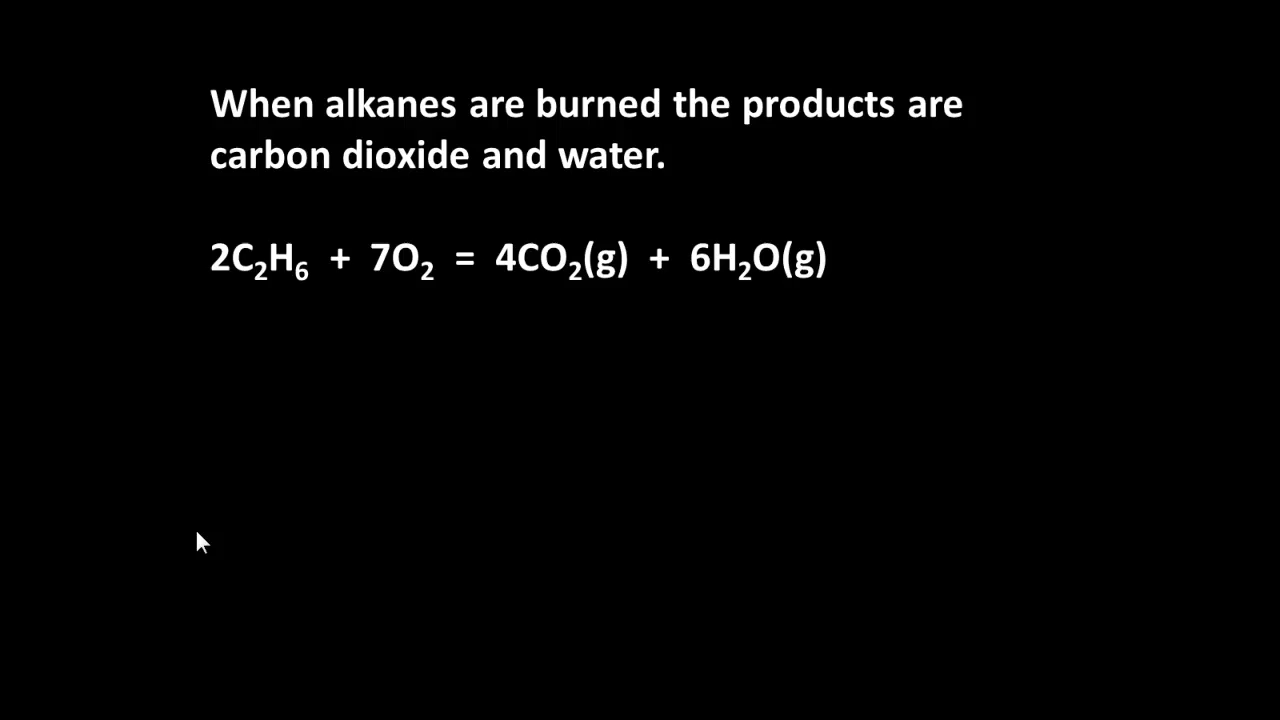 When alkanes are burned the products are
carbon dioxide and water.
2C₂H₆ + 7O₂ = 4CO₂(g) + 6H₂O(g)